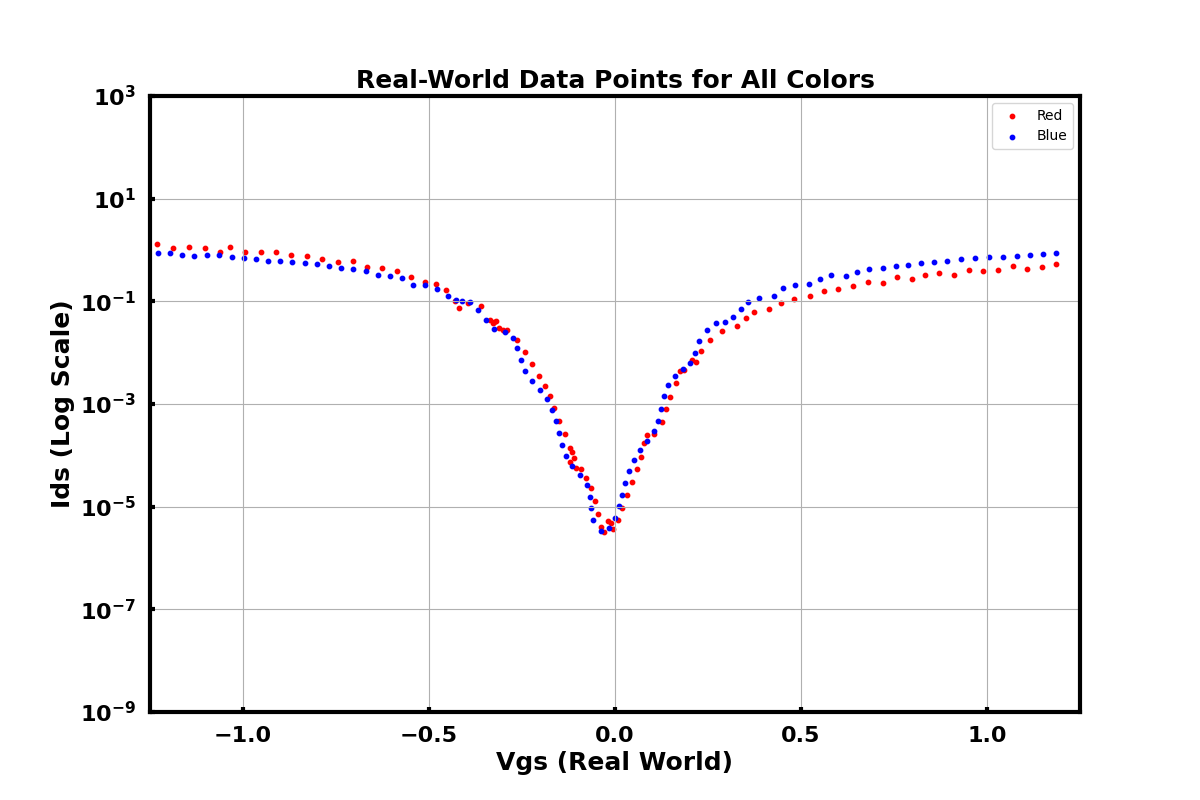 Real-World Data Points for All Colors
Red
Blue
10³
10¹
10⁻¹
10⁻³
10⁻⁵
10⁻⁷
10⁻⁹
Ids (Log Scale)
−1.0
−0.5
0.0
0.5
1.0
Vgs (Real World)